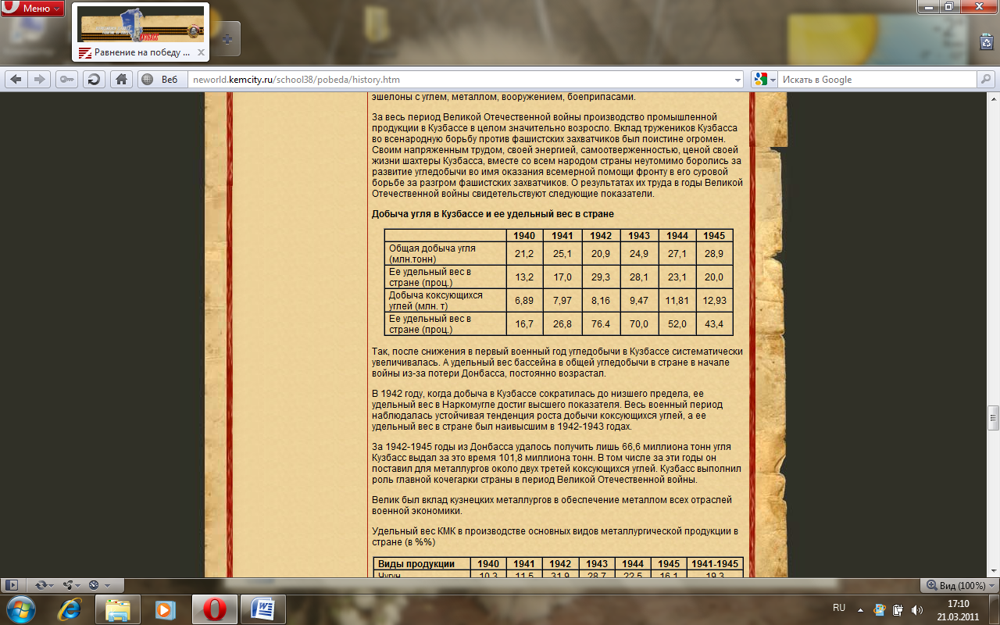 Меню
Равнение на победу ...
Веб
neworld.kemcity.ru/school38/pobeda/history.htm
Искать в Google
эшелоны с углем, металлом, вооружением, боеприпасами.
За весь период Великой Отечественной войны производство промышленной
продукции в Кузбассе в целом значительно возросло. Вклад тружеников Кузбасса
во всенародную борьбу против фашистских захватчиков был поистине огромен.
Своим напряженным трудом, своей энергией, самоотверженностью, ценой своей
жизни шахтеры Кузбасса, вместе со всем народом страны неутомимо боролись за
развитие угледобычи во имя оказания всемерной помощи фронту в его суровой
борьбе за разгром фашистских захватчиков. О результатах их труда в годы Великой
Отечественной войны свидетельствуют следующие показатели.
Добыча угля в Кузбассе и ее удельный вес в стране
1940 1941 1942 1943 1944 1945
Общая добыча угля
(млн.тонн) 21,2 25,1 20,9 24,9 27,1 28,9
Ее удельный вес в
стране (проц.) 13,2 17,0 29,3 28,1 23,1 20,0
Добыча коксующихся
углей (млн. т) 6,89 7,97 8,16 9,47 11,81 12,93
Ее удельный вес в
стране (проц.) 16,7 26,8 76.4 70,0 52,0 43,4
Так, после снижения в первый военный год угледобычи в Кузбассе систематически
увеличивалась. А удельный вес бассейна в общей угледобычи в стране в начале
войны из-за потери Донбасса, постоянно возрастал.
В 1942 году, когда добыча в Кузбассе сократилась до низшего предела, ее
удельный вес в Наркомугле достиг высшего показателя. Весь военный период
наблюдалась устойчивая тенденция роста добычи коксующихся углей, а ее
удельный вес в стране был наивысшим в 1942-1943 годах.
За 1942-1945 годы из Донбасса удалось получить лишь 66,6 миллиона тонн угля
Кузбасс выдал за это время 101,8 миллиона тонн. В том числе за эти годы он
поставил для металлургов около двух третей коксующихся углей. Кузбасс выполнил
роль главной кочегарки страны в период Великой Отечественной войны.
Велик был вклад кузнецких металлургов в обеспечение металлом всех отраслей
военной экономики.
Удельный вес КМК в производстве основных видов металлургической продукции в
стране (в %%)
Виды продукции 1940 1941 1942 1943 1944 1945 1941-1945
Чугун 10,3 11,5 31,9 28,7 22,5 16,1 19,3
Вид (100%)
RU
17:10
21.03.2011